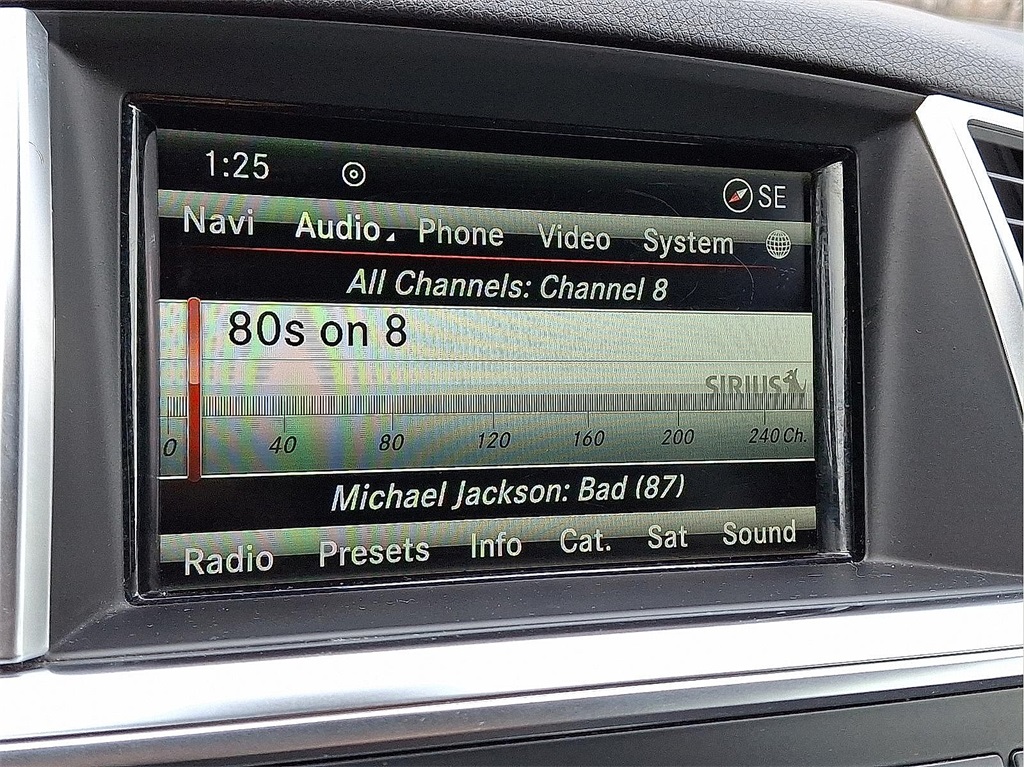 1:25 SE
Navi Audio Phone Video System
All Channels: Channel 8
80s on 8
SIRIUS
0 40 80 120 160 200 240 Ch.
Michael Jackson: Bad (87)
Radio Presets Info Cat. Sat Sound